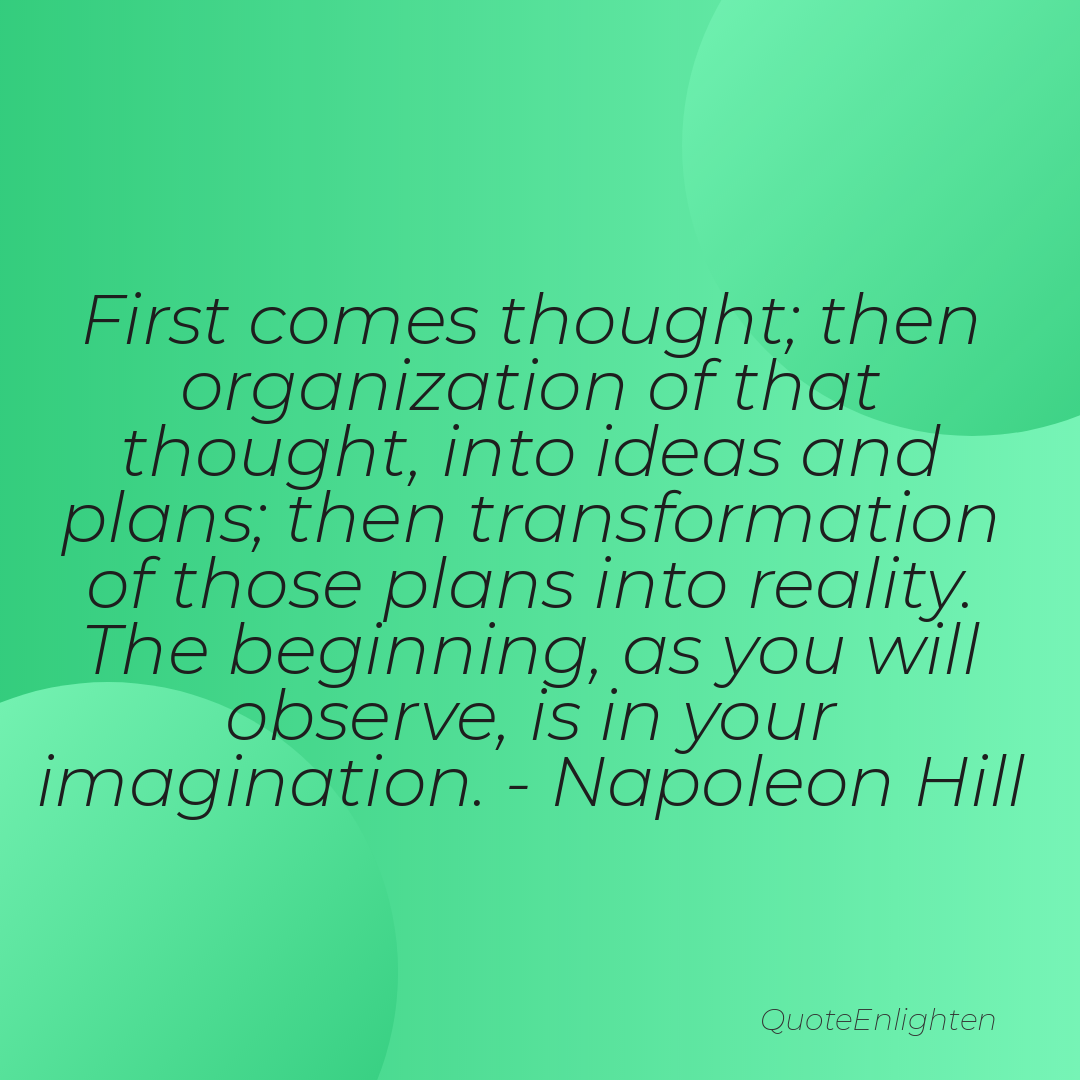 First comes thought; then
organization of that
thought, into ideas and
plans; then transformation
of those plans into reality.
The beginning, as you will
observe, is in your
imagination. - Napoleon Hill
QuoteEnlighten